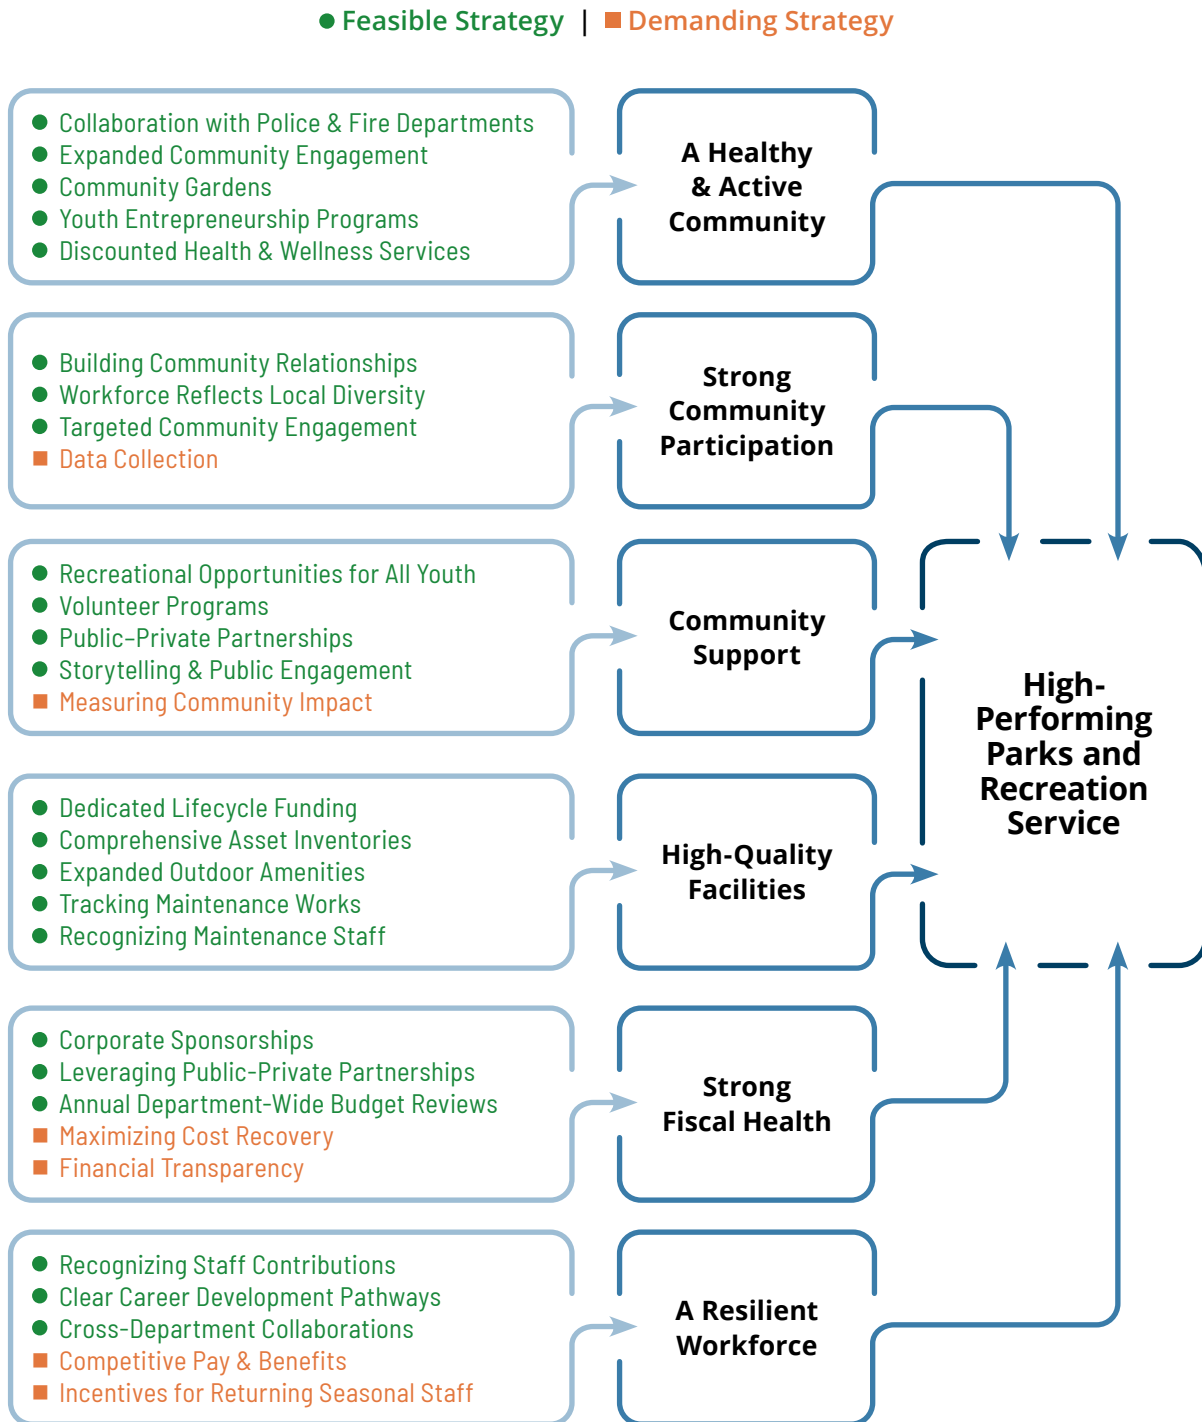 Feasible Strategy | Demanding Strategy
Collaboration with Police & Fire Departments
Expanded Community Engagement
Community Gardens
Youth Entrepreneurship Programs
Discounted Health & Wellness Services
A Healthy
& Active
Community
Building Community Relationships
Workforce Reflects Local Diversity
Targeted Community Engagement
Data Collection
Strong
Community
Participation
Recreational Opportunities for All Youth
Volunteer Programs
Public–Private Partnerships
Storytelling & Public Engagement
Measuring Community Impact
Community
Support
Dedicated Lifecycle Funding
Comprehensive Asset Inventories
Expanded Outdoor Amenities
Tracking Maintenance Works
Recognizing Maintenance Staff
High-Quality
Facilities
Corporate Sponsorships
Leveraging Public-Private Partnerships
Annual Department-Wide Budget Reviews
Maximizing Cost Recovery
Financial Transparency
Strong
Fiscal Health
Recognizing Staff Contributions
Clear Career Development Pathways
Cross-Department Collaborations
Competitive Pay & Benefits
Incentives for Returning Seasonal Staff
A Resilient
Workforce
High-
Performing
Parks and
Recreation
Service